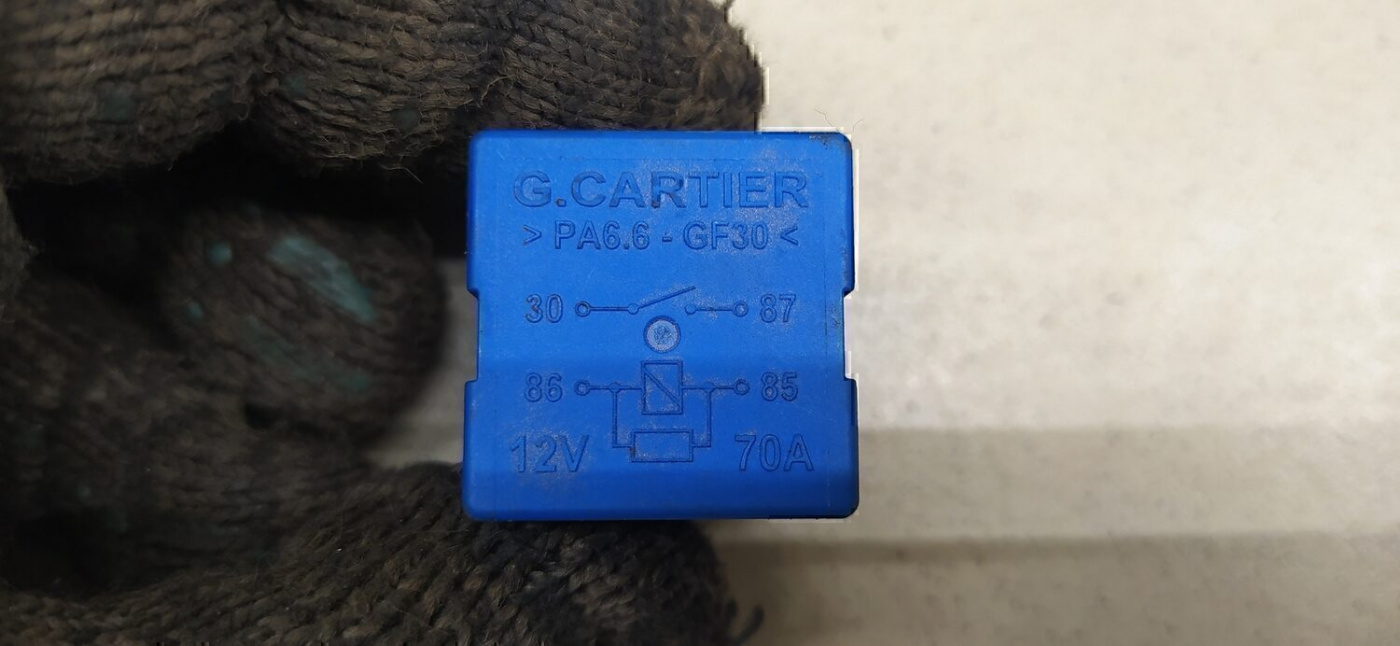 G.CARTIER
> PA6.6 - GF30 <
30 87
86 85
12V 70A